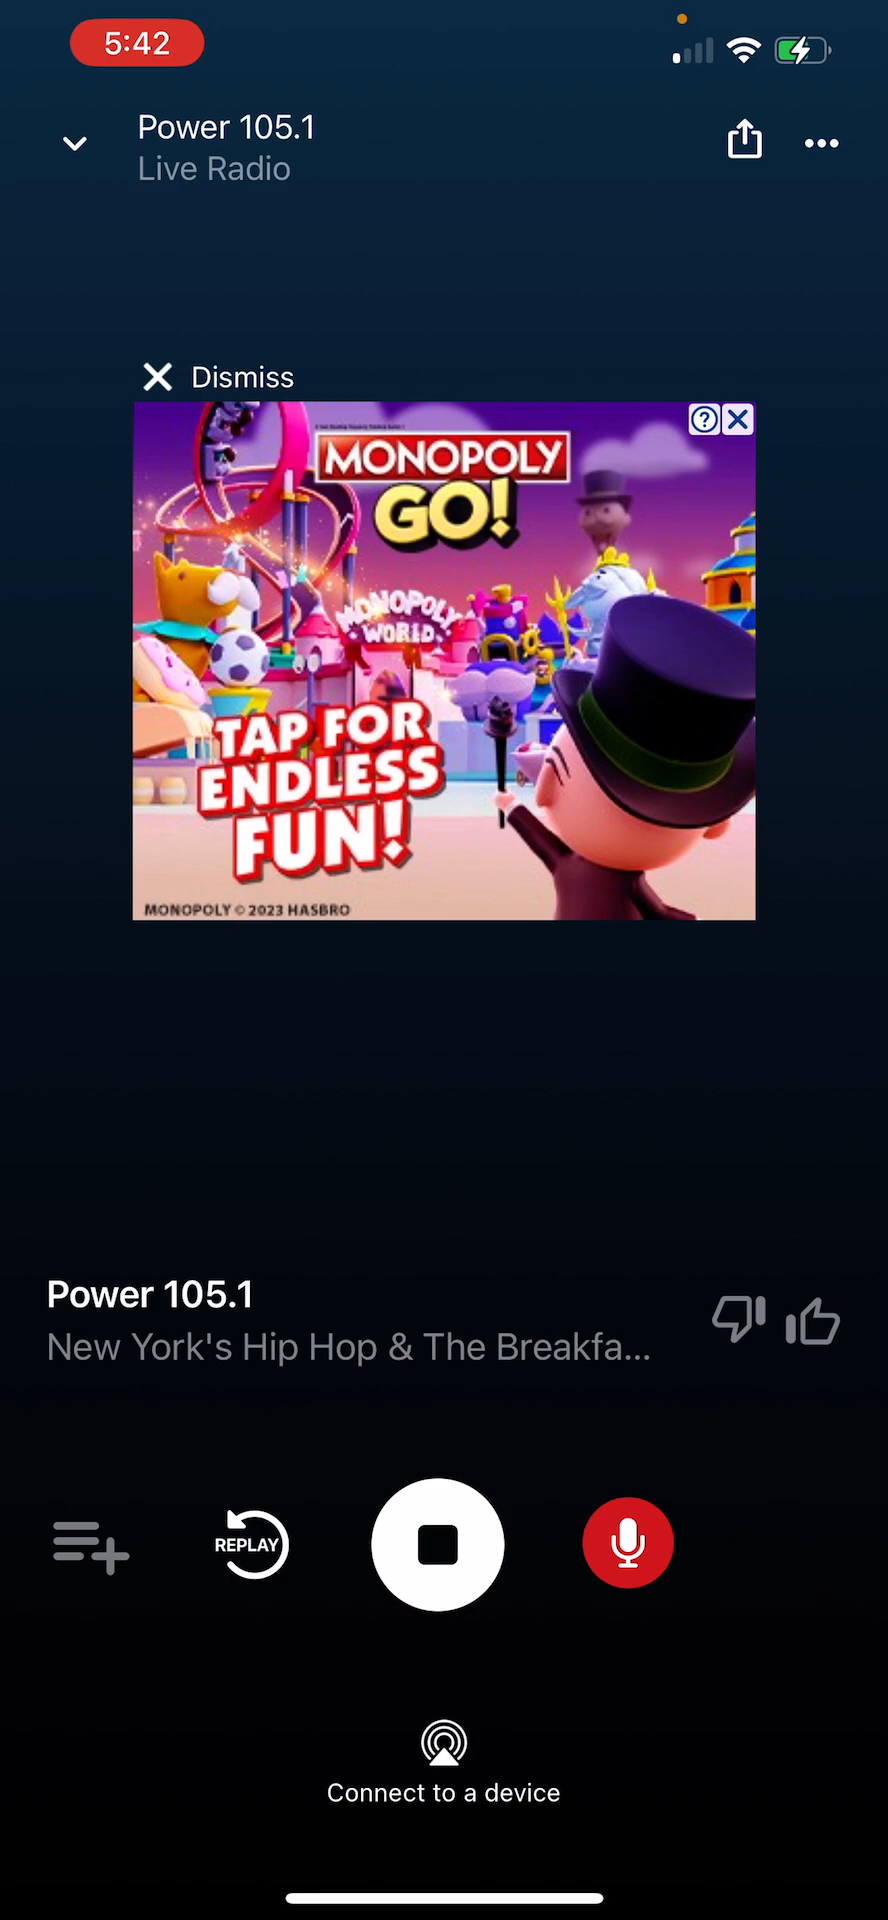 5:42
Power 105.1
Live Radio
Dismiss
MONOPOLY
GO!
MONOPOLY
WORLD
TAP FOR
ENDLESS
FUN!
MONOPOLY © 2023 HASBRO
Power 105.1
New York's Hip Hop & The Breakfa...
REPLAY
Connect to a device